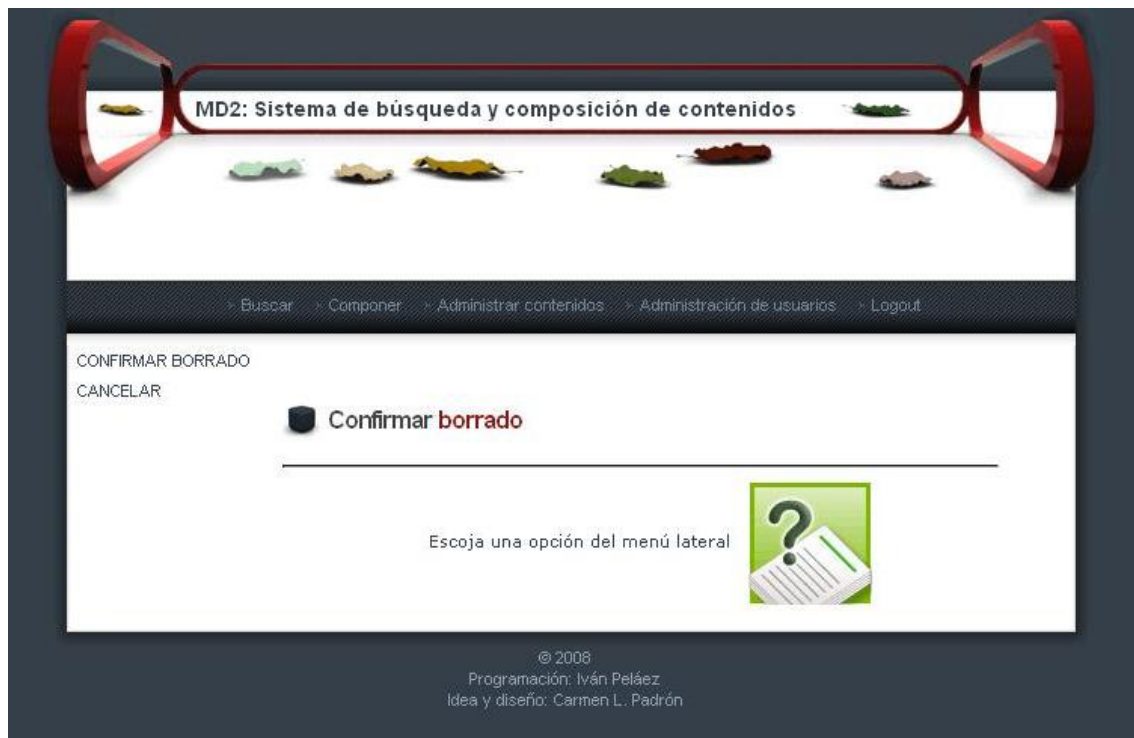 MD2: Sistema de búsqueda y composición de contenidos
Buscar Componer Administrar contenidos Administración de usuarios Logout
CONFIRMAR BORRADO
CANCELAR
Confirmar borrado
Escoja una opción del menú lateral
?
© 2008
Programación: Iván Peláez
Idea y diseño: Carmen L. Padrón